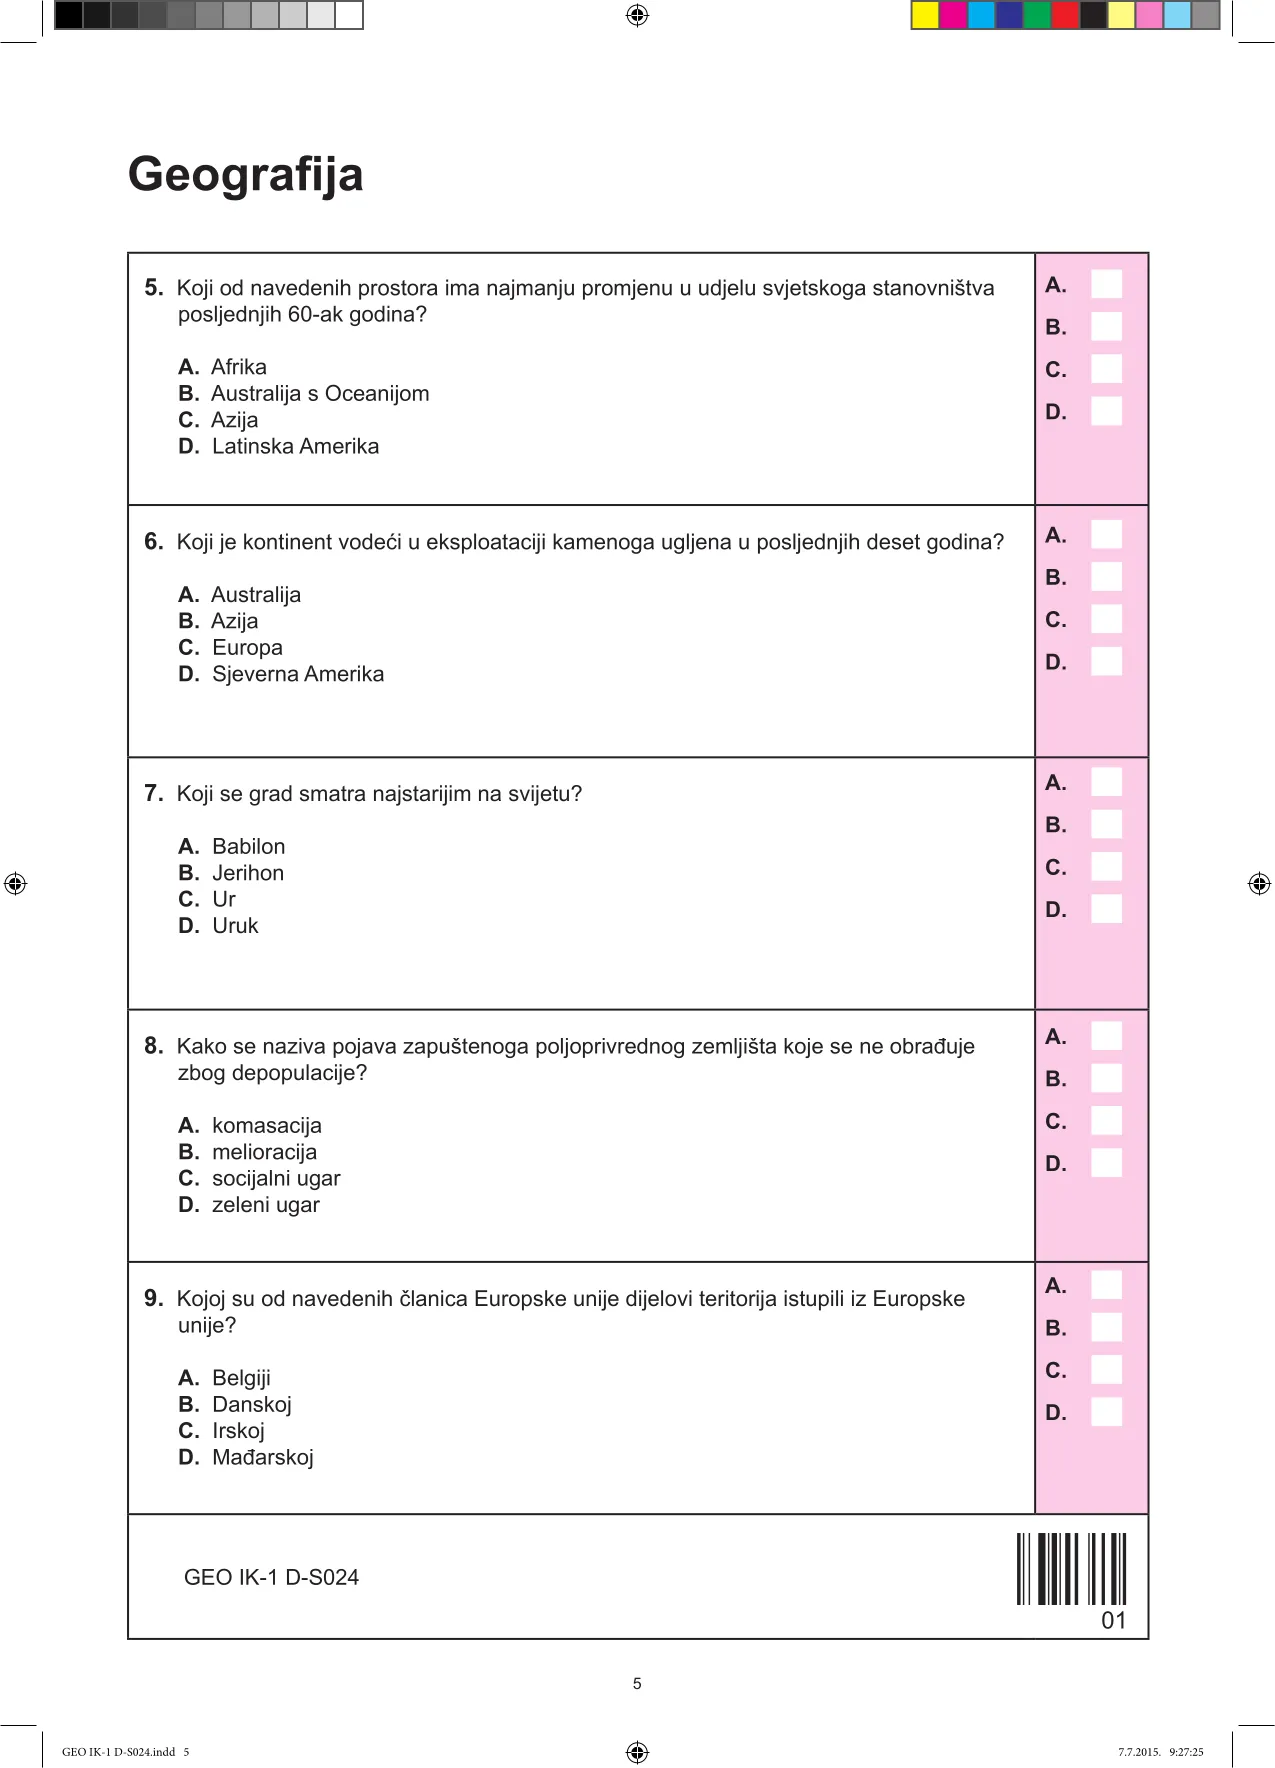 Geografija
5. Koji od navedenih prostora ima najmanju promjenu u udjelu svjetskoga stanovništva
posljednjih 60-ak godina?
A. Afrika
B. Australija s Oceanijom
C. Azija
D. Latinska Amerika
A.
B.
C.
D.
6. Koji je kontinent vodeći u eksploataciji kamenoga ugljena u posljednjih deset godina?
A. Australija
B. Azija
C. Europa
D. Sjeverna Amerika
A.
B.
C.
D.
7. Koji se grad smatra najstarijim na svijetu?
A. Babilon
B. Jerihon
C. Ur
D. Uruk
A.
B.
C.
D.
8. Kako se naziva pojava zapuštenoga poljoprivrednog zemljišta koje se ne obrađuje
zbog depopulacije?
A. komasacija
B. melioracija
C. socijalni ugar
D. zeleni ugar
A.
B.
C.
D.
9. Kojoj su od navedenih članica Europske unije dijelovi teritorija istupili iz Europske
unije?
A. Belgiji
B. Danskoj
C. Irskoj
D. Mađarskoj
A.
B.
C.
D.
GEO IK-1 D-S024
01
5
GEO IK-1 D-S024.indd 5
7.7.2015. 9:27:25